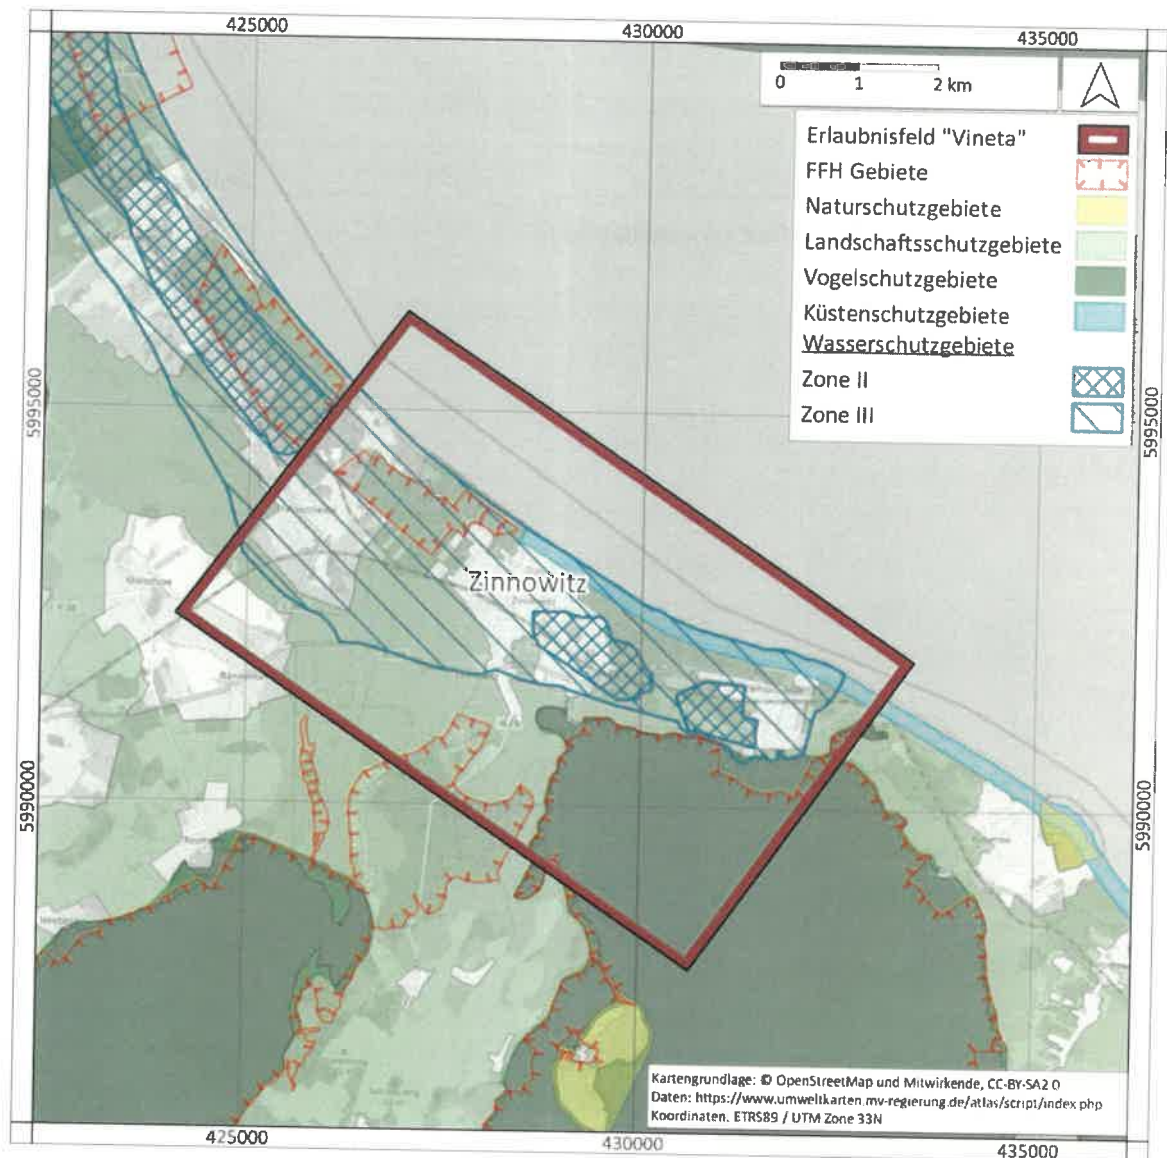 425000
430000
435000
0
1
2 km
Erlaubnisfeld "Vineta"
FFH Gebiete
Naturschutzgebiete
Landschaftsschutzgebiete
Vogelschutzgebiete
Küstenschutzgebiete
Wasserschutzgebiete
Zone II
Zone III
5995000
5995000
Zinnowitz
5990000
5990000
Kartengrundlage: © OpenStreetMap und Mitwirkende, CC-BY-SA2 0
Daten: https://www.umweltkarten.mv-regierung.de/atlas/script/index php
Koordinaten. ETRS89 / UTM Zone 33N
425000
430000
435000